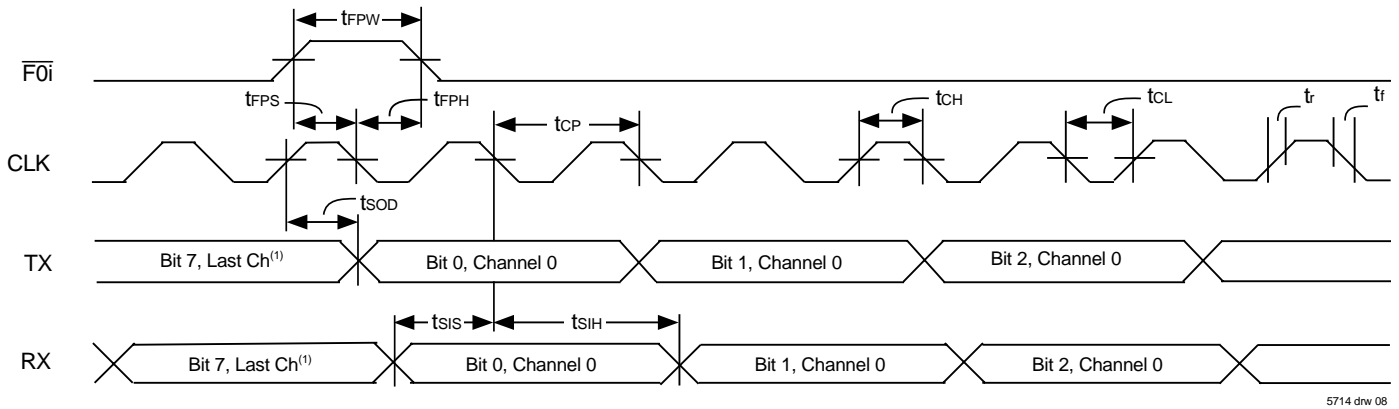 tFPW
F0i
tFPS
tFPH
tCP
tCH
tCL
tr
tf
CLK
tSOD
TX
Bit 7, Last Ch(1)
Bit 0, Channel 0
Bit 1, Channel 0
Bit 2, Channel 0
tSIS
tSIH
RX
Bit 7, Last Ch(1)
Bit 0, Channel 0
Bit 1, Channel 0
Bit 2, Channel 0
5714 drw 08